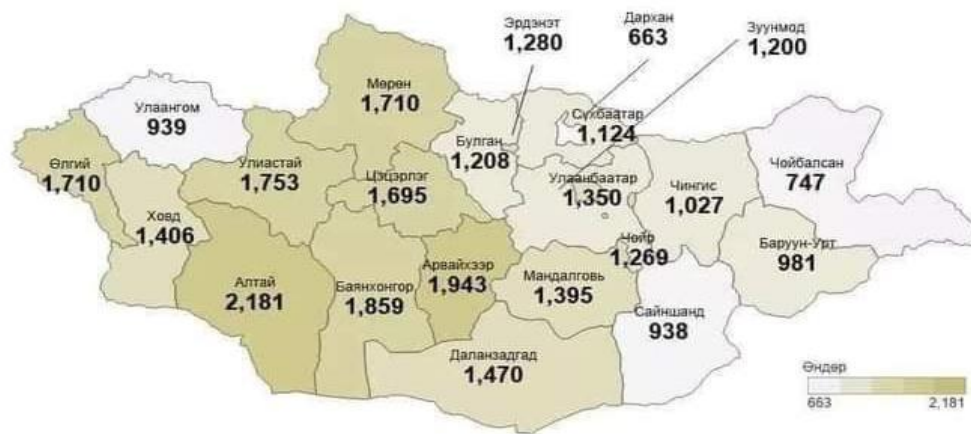 Эрдэнэт
1,280
Дархан
663
Зуунмод
1,200
Мөрөн
1,710
Улаангом
939
Сүхбаатар
1,124
Булган
1,208
Өлгий
1,710
Улиастай
1,753
Цэцэрлэг
1,695
Улаанбаатар
1,350
Чойбалсан
747
Чингис
1,027
Ховд
1,406
Чойр
1,269
Баруун-Урт
981
Алтай
2,181
Баянхонгор
1,859
Арвайхээр
1,943
Мандалговь
1,395
Сайншанд
938
Даланзадгад
1,470
Өндөр
663
2,181